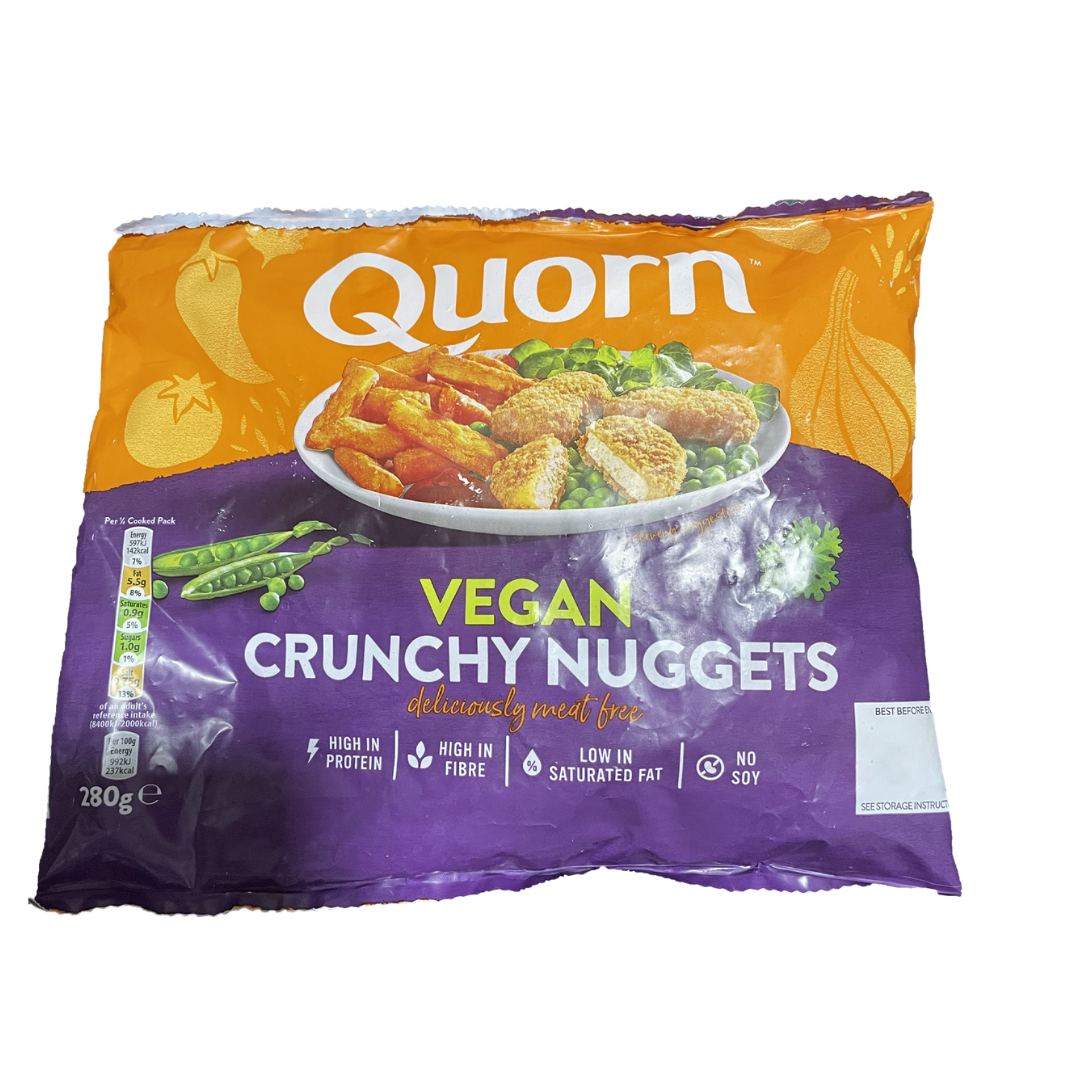 Quorn™
Per ¼ Cooked Pack
Energy
597kJ
142kcal
7%
Fat
5.5g
8%
Saturates
0.9g
5%
Sugars
1.0g
1%
Salt
0.75g
13%
of an adult's
reference intake
(8400kJ/2000kcal)
Per 100g
Energy
992kJ
237kcal
280g ℮
VEGAN
CRUNCHY NUGGETS
deliciously meat free
HIGH IN
PROTEIN
HIGH IN
FIBRE
%
LOW IN
SATURATED FAT
NO
SOY
BEST BEFORE
SEE STORAGE